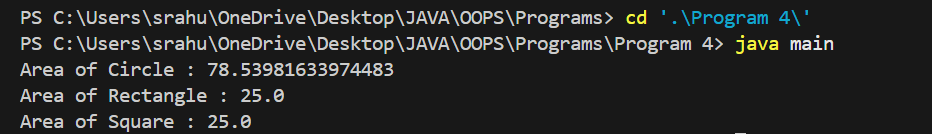 PS C:\Users\srahu\OneDrive\Desktop\JAVA\OOPS\Programs> cd '.\Program 4\'
PS C:\Users\srahu\OneDrive\Desktop\JAVA\OOPS\Programs\Program 4> java main
Area of Circle : 78.53981633974483
Area of Rectangle : 25.0
Area of Square : 25.0